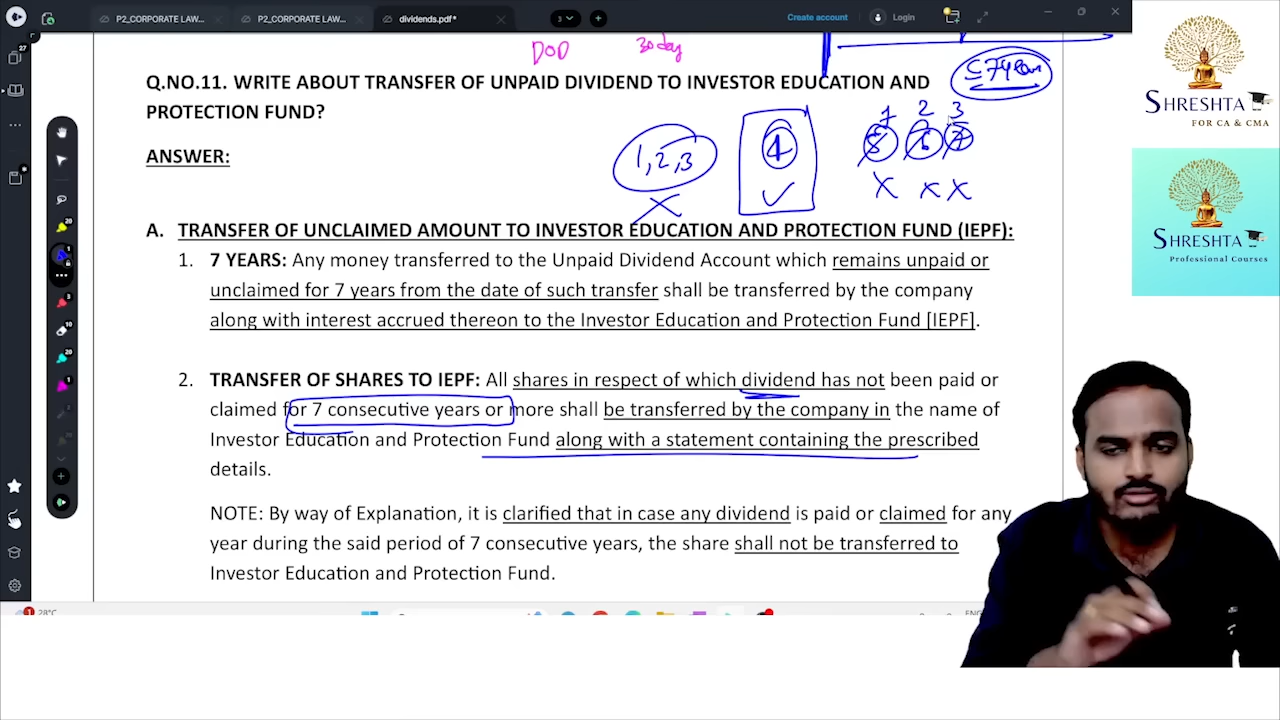 P2_CORPORATE LAW...
P2_CORPORATE LAW...
dividends.pdf*
3
Create account
Login
27
DOD
30 day
Q.NO.11. WRITE ABOUT TRANSFER OF UNPAID DIVIDEND TO INVESTOR EDUCATION AND
PROTECTION FUND?
ANSWER:
1,2,3
4
1 2 3
5 6 7
A. TRANSFER OF UNCLAIMED AMOUNT TO INVESTOR EDUCATION AND PROTECTION FUND (IEPF):
1. 7 YEARS: Any money transferred to the Unpaid Dividend Account which remains unpaid or
unclaimed for 7 years from the date of such transfer shall be transferred by the company
along with interest accrued thereon to the Investor Education and Protection Fund [IEPF].
2. TRANSFER OF SHARES TO IEPF: All shares in respect of which dividend has not been paid or
claimed for 7 consecutive years or more shall be transferred by the company in the name of
Investor Education and Protection Fund along with a statement containing the prescribed
details.
NOTE: By way of Explanation, it is clarified that in case any dividend is paid or claimed for any
year during the said period of 7 consecutive years, the share shall not be transferred to
Investor Education and Protection Fund.
28°C
SHRESHTA
FOR CA & CMA
SHRESHTA
Professional Courses